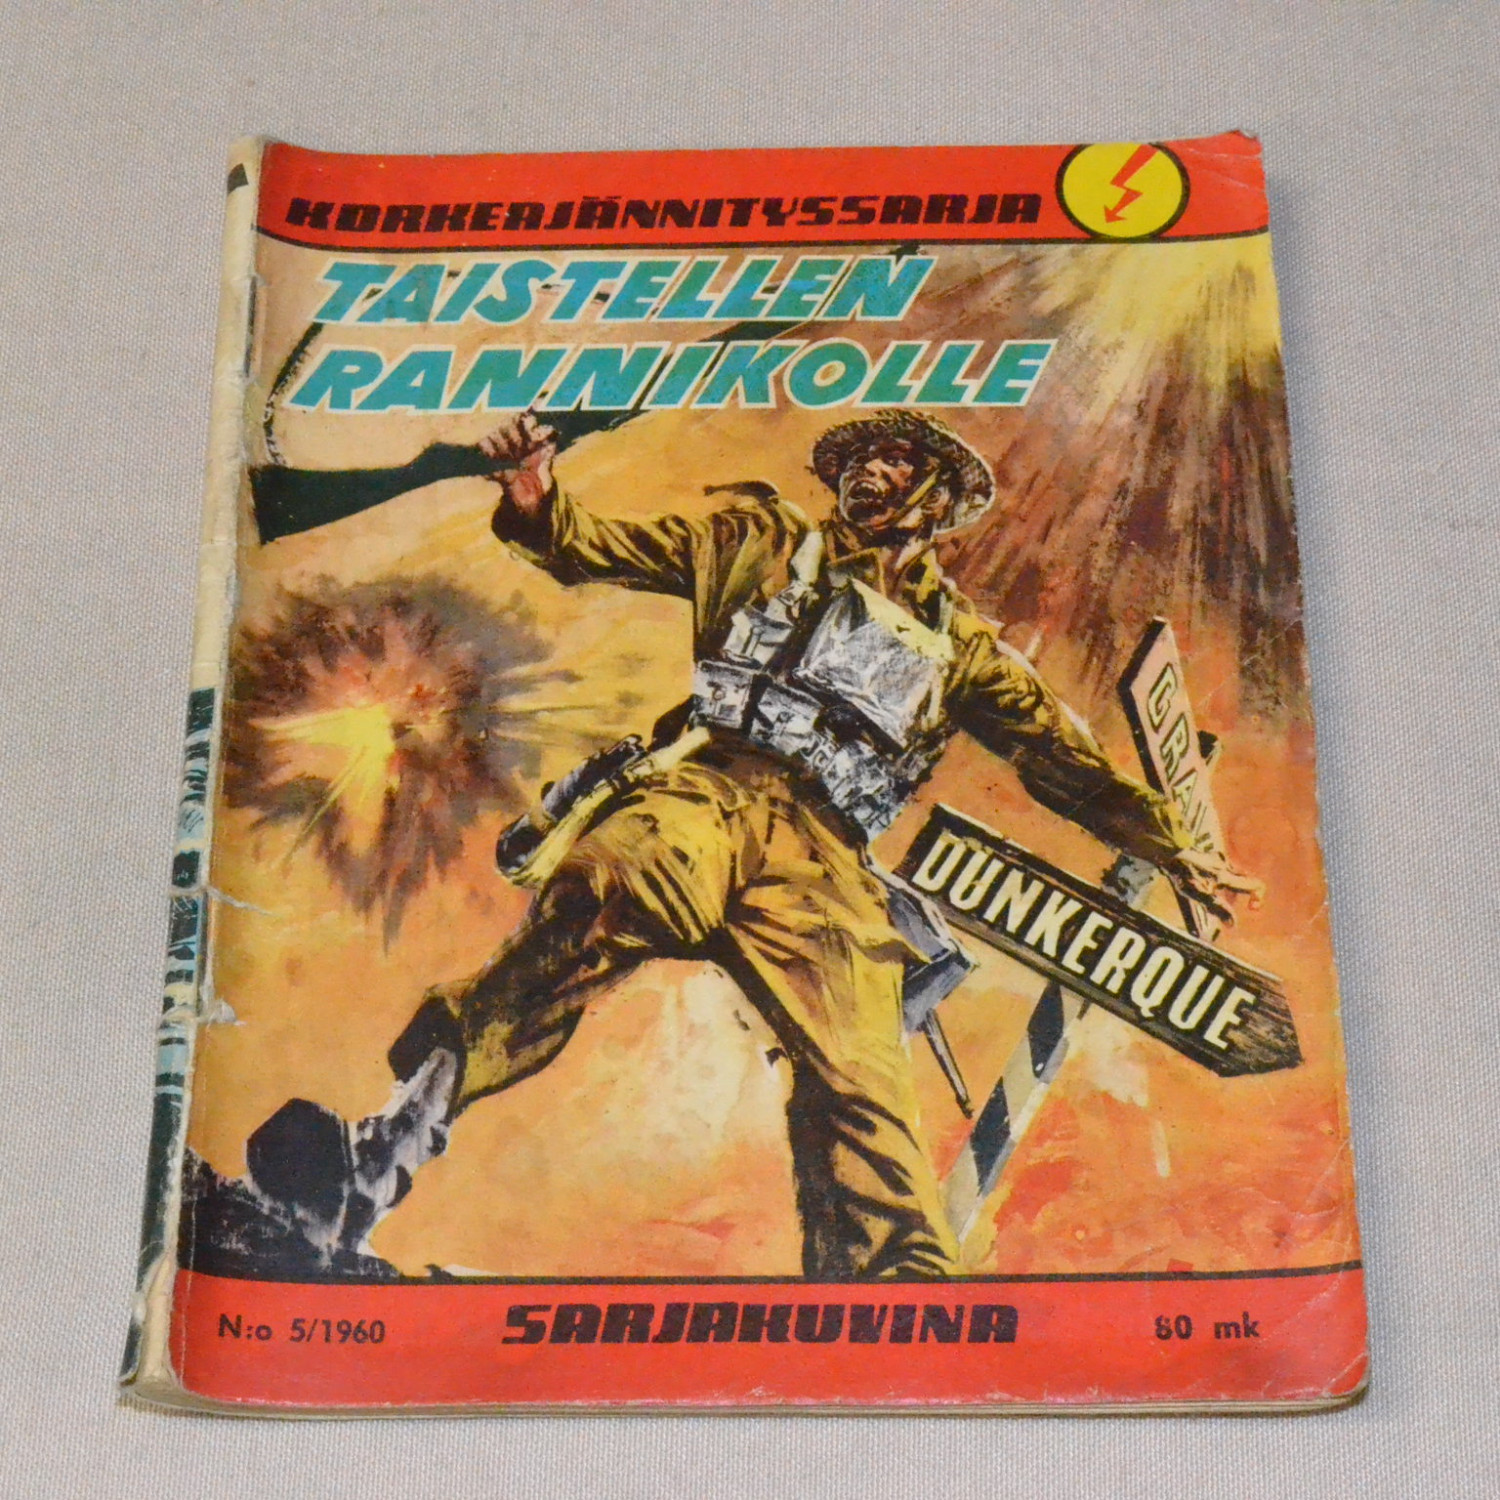 KORKEAJÄNNITYSSARJA
TAISTELLEN
RANNIKOLLE
DUNKERQUE
N:o 5/1960
SARJAKUVINA
80 mk